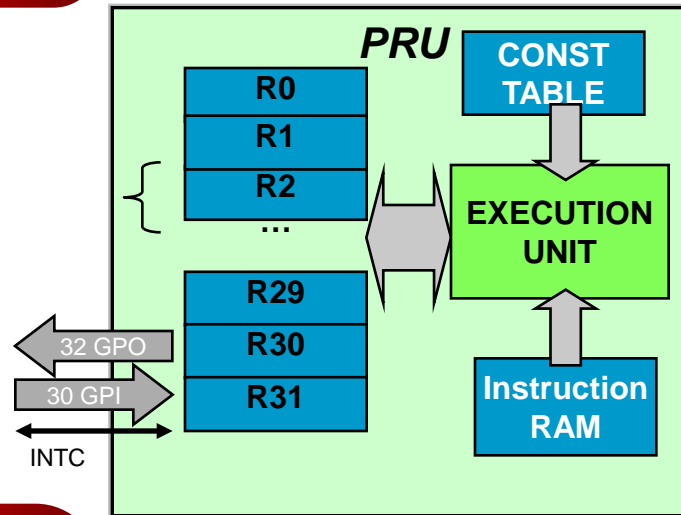 PRU
CONST
TABLE
R0
R1
R2
...
R29
R30
R31
EXECUTION
UNIT
32 GPO
30 GPI
INTC
Instruction
RAM